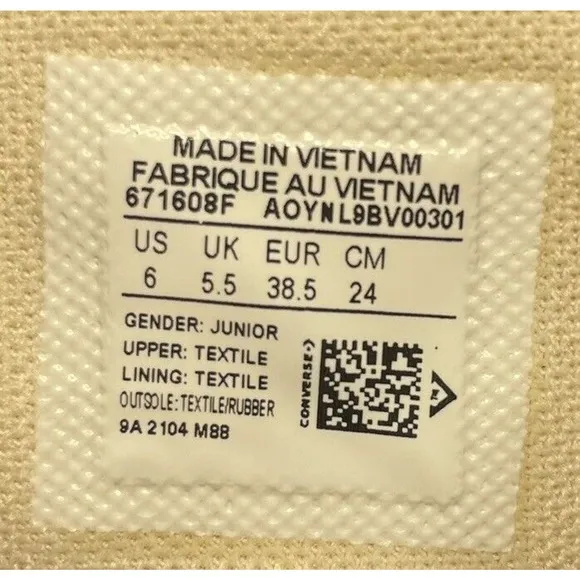 MADE IN VIETNAM
FABRIQUE AU VIETNAM
671608F AOYNL9BV00301
US UK EUR CM
6 5.5 38.5 24
GENDER: JUNIOR
UPPER: TEXTILE
LINING: TEXTILE
OUTSOLE: TEXTILE/RUBBER
9A 2104 M88
CONVERSE